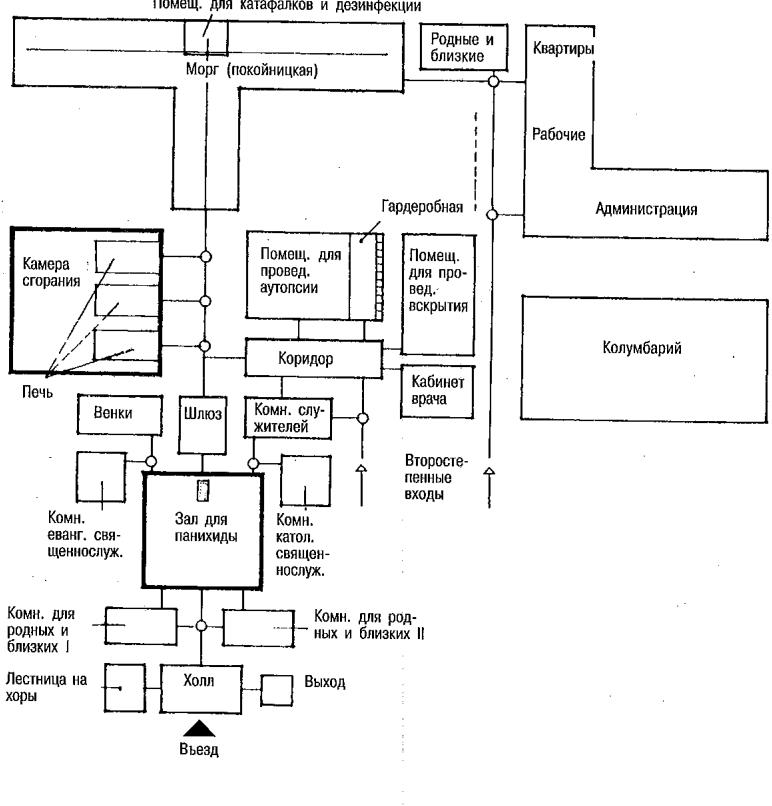 Помещ. для катафалков и дезинфекции
Морг (покойницкая)
Родные и
близкие
Квартиры
Рабочие
Администрация
Гардеробная
Камера
сгорания
Помещ. для
провед.
аутопсии
Помещ.
для про-
вед.
вскрытия
Колумбарий
Коридор
Печь
Кабинет
врача
Венки
Шлюз
Комн. слу-
жителей
Второсте-
пенные
входы
Комн.
еванг. свя-
щеннослуж.
Зал для
панихиды
Комн.
катол.
священ-
нослуж.
Комн. для
родных и
близких I
Комн. для род-
ных и близких II
Лестница на
хоры
Холл
Выход
Въезд